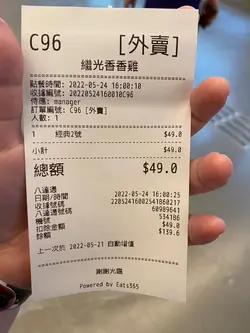 C96 [外賣]
繼光香香雞
點餐時間: 2022-05-24 16:00:10
收據編號: 20220524160010C96
侍應: manager
訂單編號: C96 [外賣]
人數: 1
1 經典2號 $49.0
小計 $49.0
總額 $49.0
八達通
日期/時間 2022-05-24 16:00:25
收據號碼 2205241600254186​0217
八達通號碼 60989641
機號 534186
扣除金額 $49.0
餘額 $139.6
上一次於 2022-05-21 自動增值
謝謝光臨
Powered by Eats365